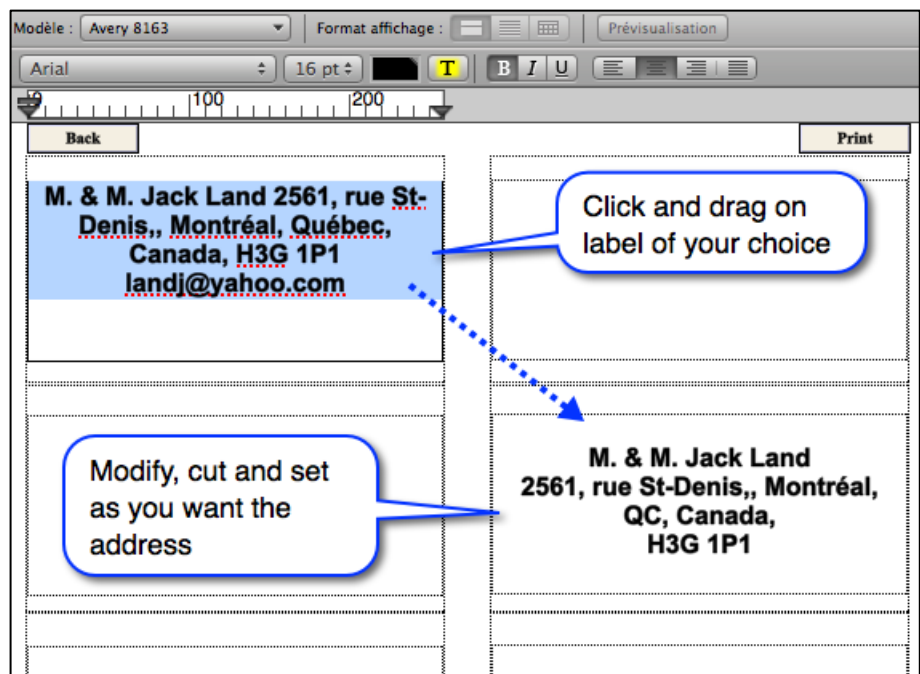 Modèle : Avery 8163 Format affichage : Prévisualisation
Arial 16 pt T B I U
0 100 200
Back Print
M. & M. Jack Land 2561, rue St-
Denis,, Montréal, Québec,
Canada, H3G 1P1
landj@yahoo.com
Click and drag on
label of your choice
Modify, cut and set
as you want the
address
M. & M. Jack Land
2561, rue St-Denis,, Montréal,
QC, Canada,
H3G 1P1